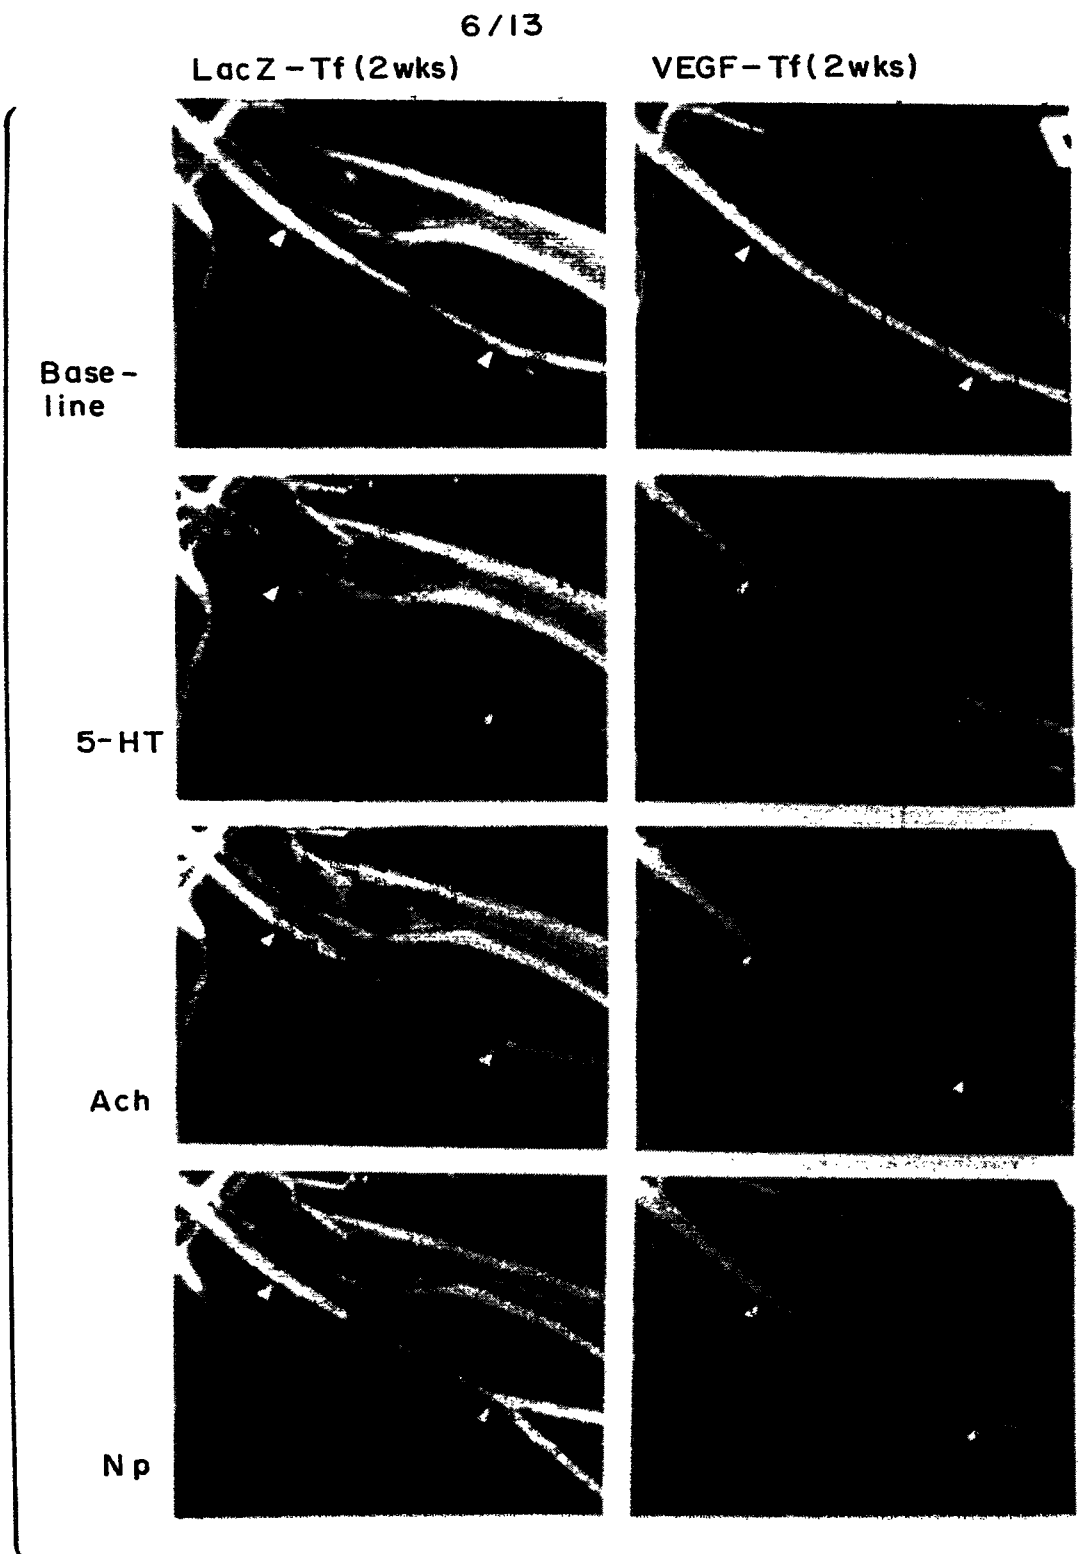 6/13
LacZ-Tf (2wks)
VEGF-Tf (2wks)
Base-
line
5-HT
Ach
Np